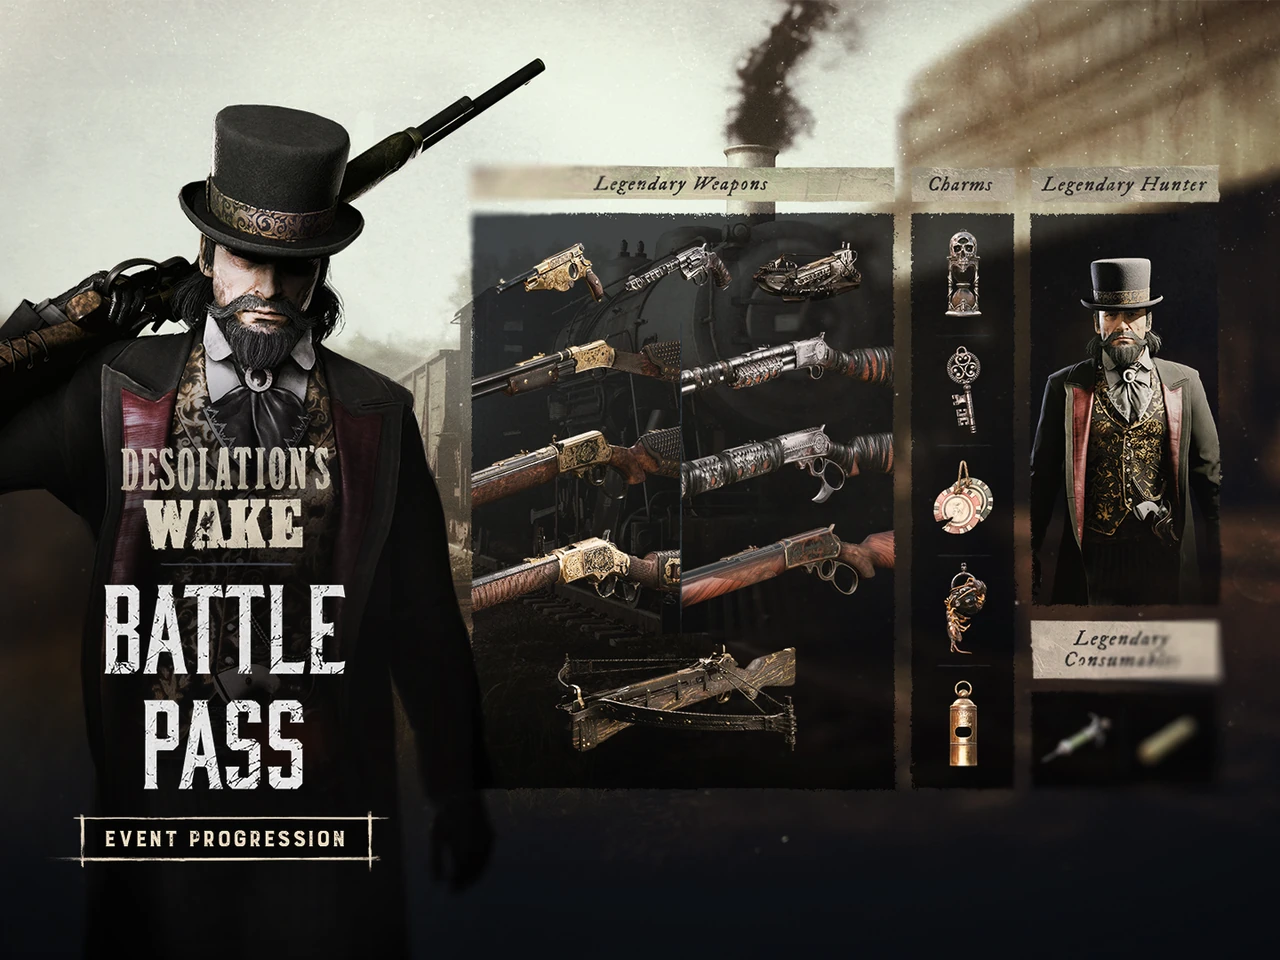 Legendary Weapons
Charms
Legendary Hunter
DESOLATION'S
WAKE
BATTLE
PASS
EVENT PROGRESSION
Legendary